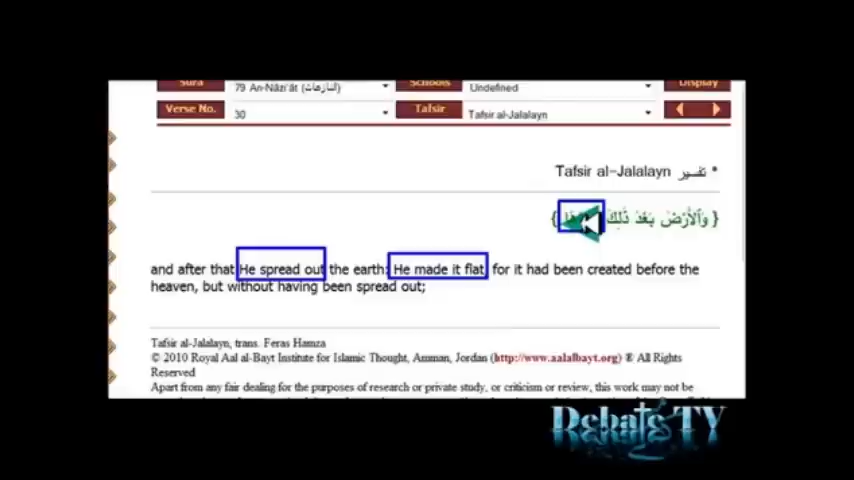 Sura 79 An-Nâzi'ât (النازعات) Schools Undefined Display
Verse No. 30 Tafsir Tafsir al-Jalalayn
* تفسير Tafsir al-Jalalayn
{ وَٱلأَرْضَ بَعْدَ ذَلِكَ }
and after that He spread out the earth: He made it flat, for it had been created before the
heaven, but without having been spread out;
Tafsir al-Jalalayn, trans. Feras Hamza
© 2010 Royal Aal al-Bayt Institute for Islamic Thought, Amman, Jordan (http://www.aalalbayt.org) ® All Rights
Reserved
Apart from any fair dealing for the purposes of research or private study, or criticism or review, this work may not be
Debate TV